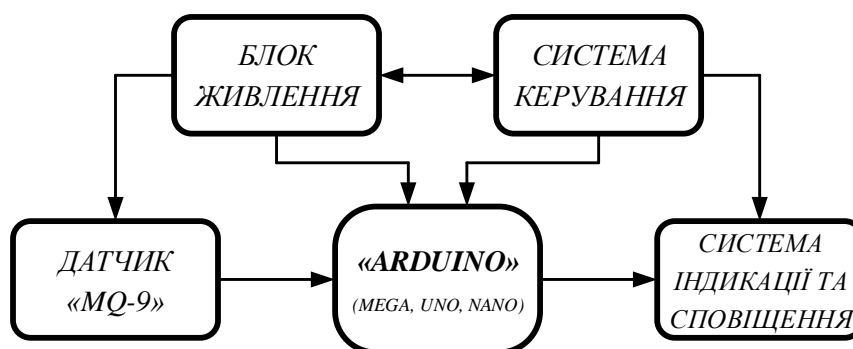 БЛОК
ЖИВЛЕННЯ
СИСТЕМА
КЕРУВАННЯ
ДАТЧИК
«MQ-9»
«ARDUINO»
(MEGA, UNO, NANO)
СИСТЕМА
ІНДИКАЦІЇ ТА
СПОВІЩЕННЯ